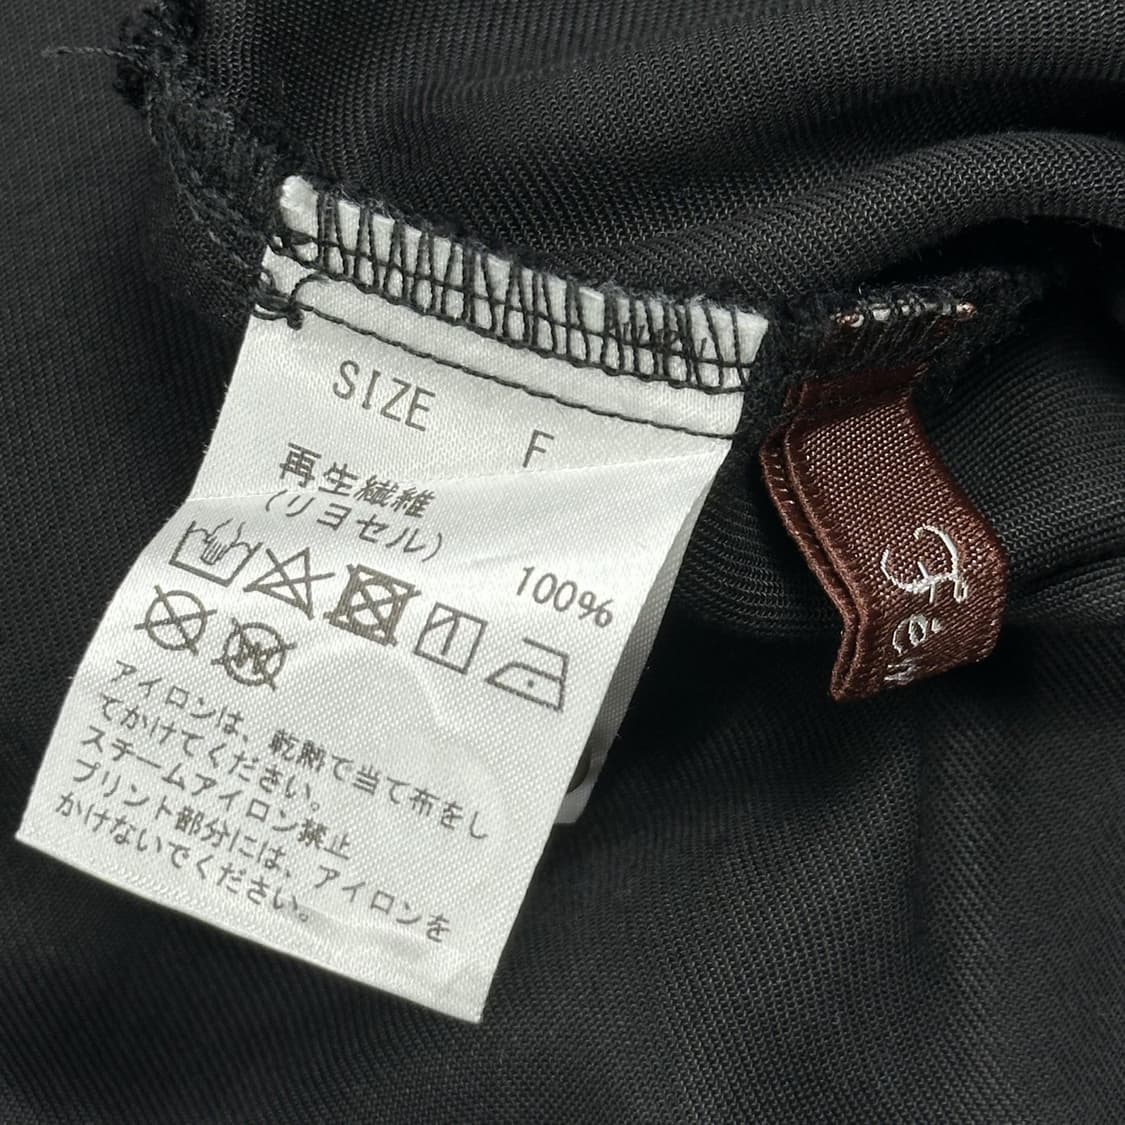 SIZE F
再生繊維
(リヨセル)
100%
アイロンは、乾熱で当て布をし
てかけてください。
スチームアイロン禁止
プリント部分には、アイロンを
かけないでください。